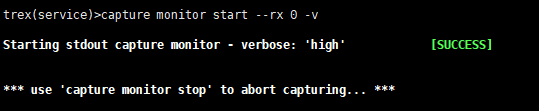 trex(service)>capture monitor start --rx 0 -v
Starting stdout capture monitor - verbose: 'high' [SUCCESS]
*** use 'capture monitor stop' to abort capturing... ***